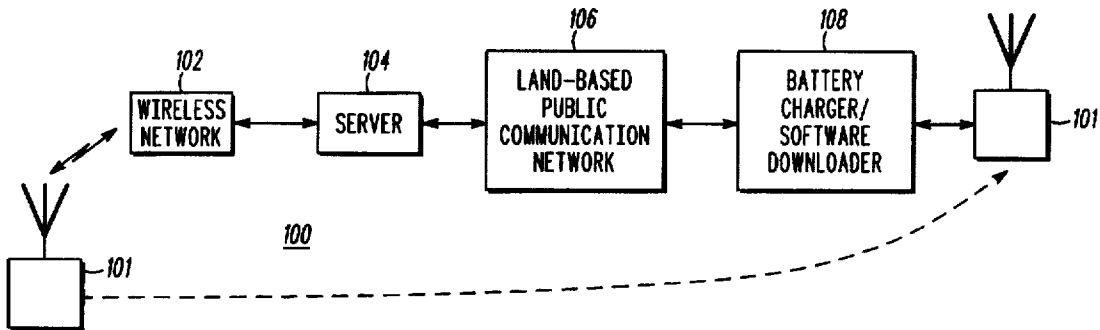 106
108
102
104
WIRELESS
NETWORK
SERVER
LAND-BASED
PUBLIC
COMMUNICATION
NETWORK
BATTERY
CHARGER/
SOFTWARE
DOWNLOADER
101
100
101